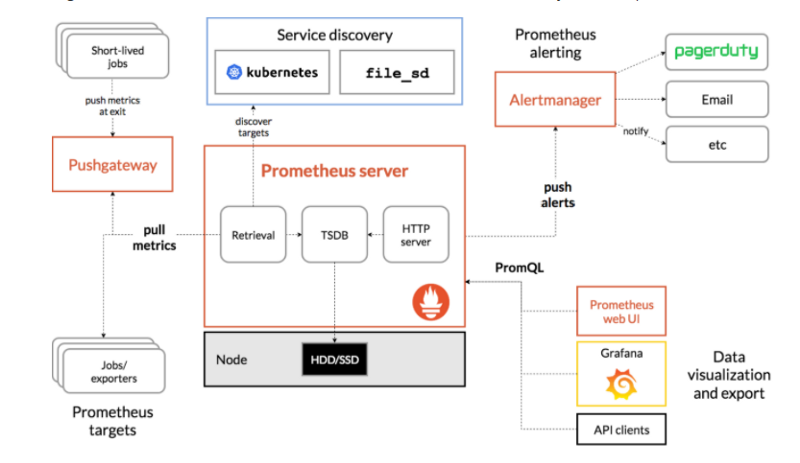 Short-lived
jobs
push metrics
at exit
Pushgateway
pull
metrics
Jobs/
exporters
Prometheus
targets
Service discovery
kubernetes
file_sd
discover
targets
Prometheus server
Retrieval
TSDB
HTTP
server
Node
HDD/SSD
Prometheus
alerting
Alertmanager
pagerduty
Email
notify
etc
push
alerts
PromQL
Prometheus
web UI
Grafana
API clients
Data
visualization
and export